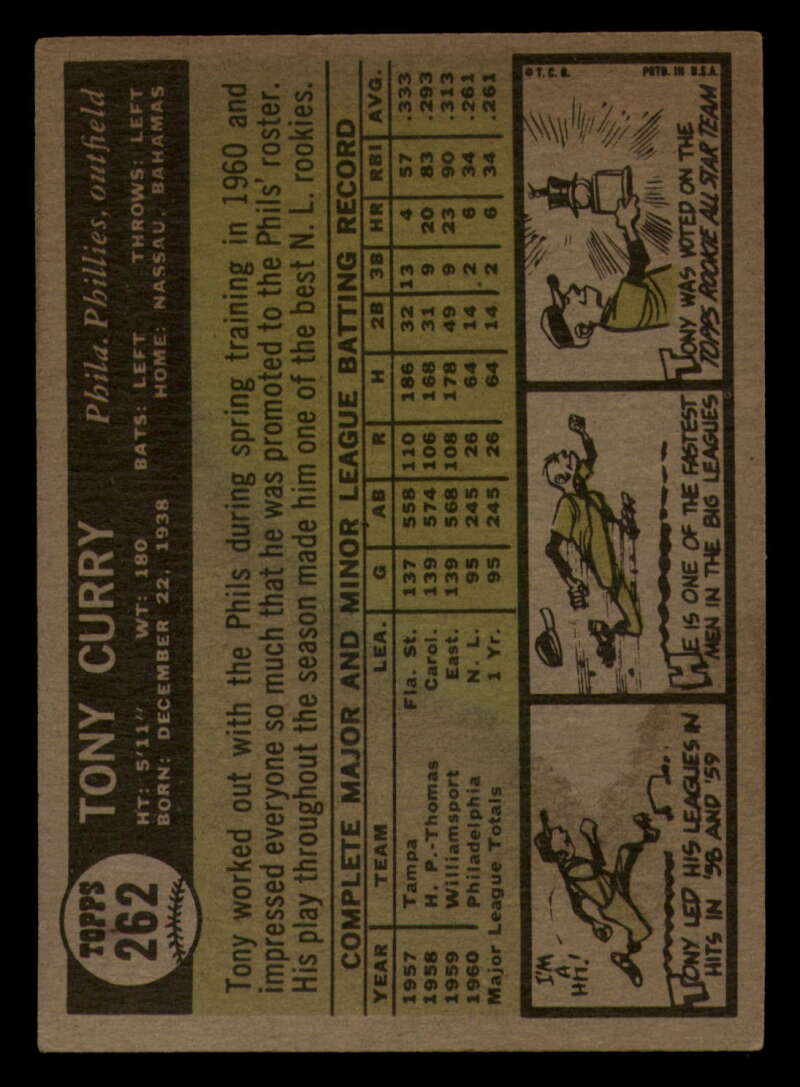 TOPPS
262
TONY CURRY
Phila. Phillies, outfield
HT: 5'11" WT: 180 BATS: LEFT THROWS: LEFT
BORN: DECEMBER 22, 1938 HOME: NASSAU, BAHAMAS
Tony worked out with the Phils during spring training in 1960 and
impressed everyone so much that he was promoted to the Phils' roster.
His play throughout the season made him one of the best N. L. rookies.
COMPLETE MAJOR AND MINOR LEAGUE BATTING RECORD
YEAR TEAM LEA. G AB R H 2B 3B HR RBI AVG.
1957 Tampa Fla. St. 137 558 110 186 32 13 4 57 .333
1958 H. P.-Thomas Carol. 139 574 106 168 31 9 20 83 .293
1959 Williamsport East. 139 568 108 178 49 9 23 90 .313
1960 Philadelphia N. L. 95 245 26 64 14 2 6 34 .261
Major League Totals 1 Yr. 95 245 26 64 14 2 6 34 .261
I'M
A
HIT!
TONY LED HIS LEAGUES IN
HITS IN '58 AND '59
HE IS ONE OF THE FASTEST
MEN IN THE BIG LEAGUES
© T. C. G. PRTD. IN U.S.A.
TONY WAS VOTED ON THE
TOPPS ROOKIE ALL STAR TEAM